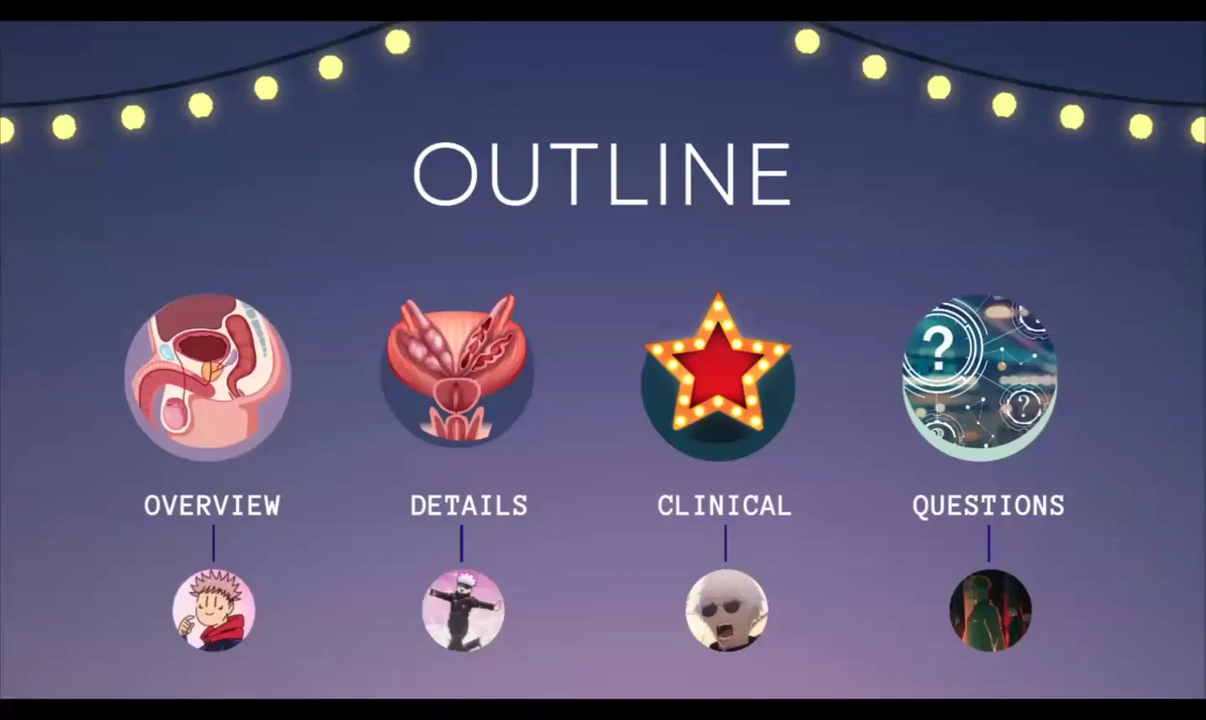 OUTLINE
OVERVIEW
DETAILS
CLINICAL
QUESTIONS
?
?
?